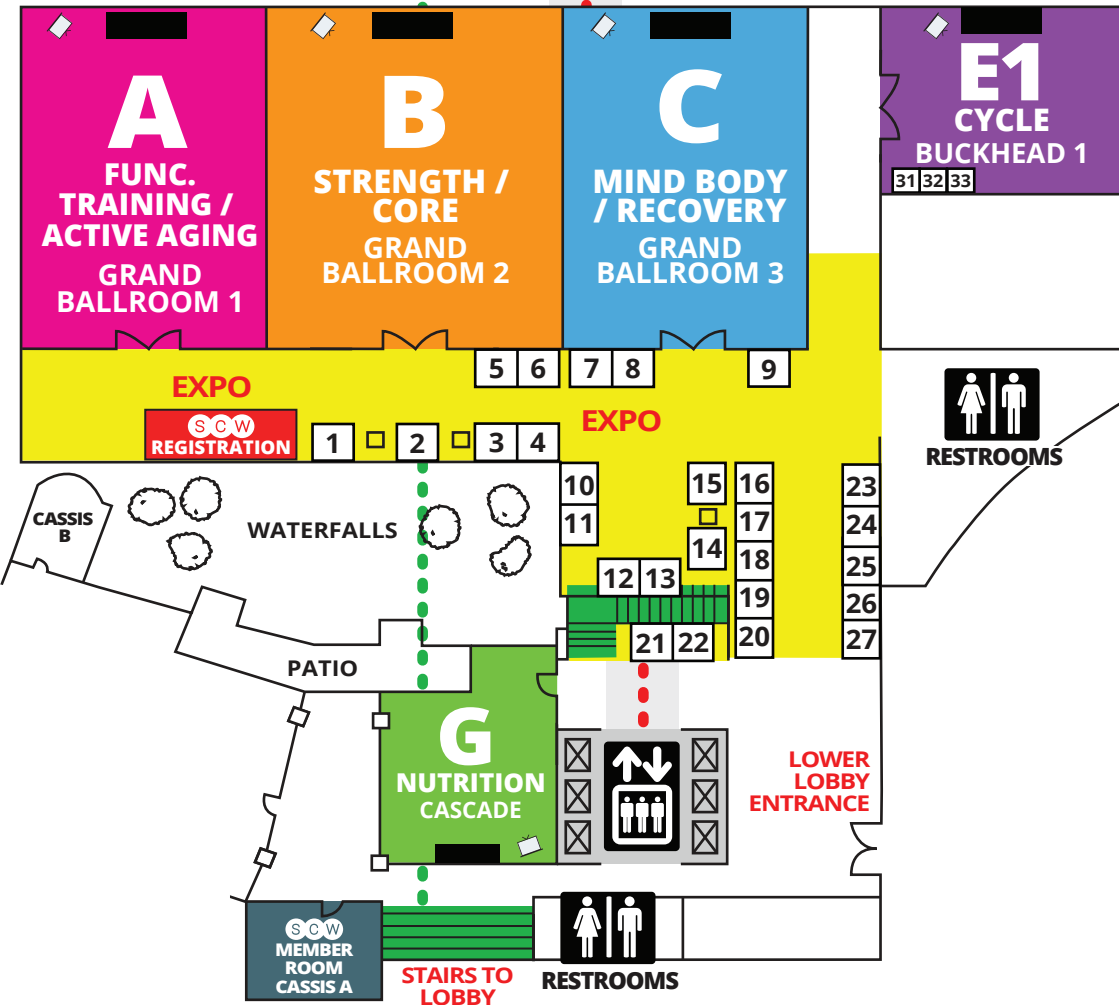 A
FUNC.
TRAINING /
ACTIVE AGING
GRAND
BALLROOM 1
B
STRENGTH /
CORE
GRAND
BALLROOM 2
C
MIND BODY
/ RECOVERY
GRAND
BALLROOM 3
E1
CYCLE
BUCKHEAD 1
31 32 33
5 6 7 8 9
EXPO
EXPO
SCW
REGISTRATION
1 2 3 4
RESTROOMS
10
11
12 13
14
15
16
17
18
19
20
21 22
23
24
25
26
27
CASSIS
B
WATERFALLS
PATIO
G
NUTRITION
CASCADE
LOWER
LOBBY
ENTRANCE
SCW
MEMBER
ROOM
CASSIS A
STAIRS TO
LOBBY
RESTROOMS